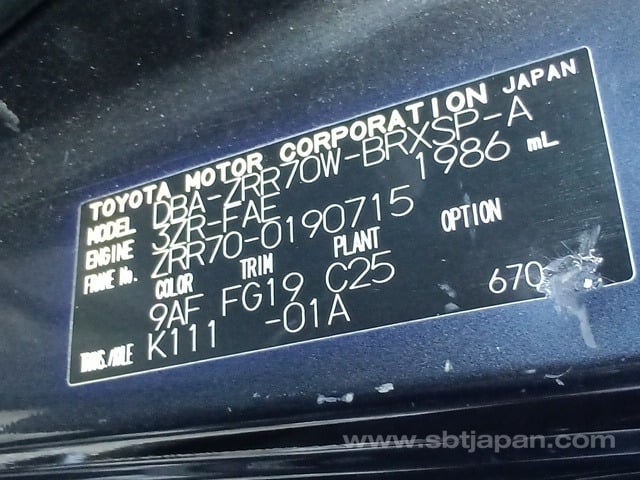 TOYOTA MOTOR CORPORATION JAPAN
MODEL DBA-ZRR70W-BRXSP-A
ENGINE 3ZR-FAE 1986 mL
FRAME No. ZRR70-0190715
COLOR TRIM PLANT OPTION
9AF FG19 C25 670
TRANS./AXLE K111 -01A
www.sbtjapan.com